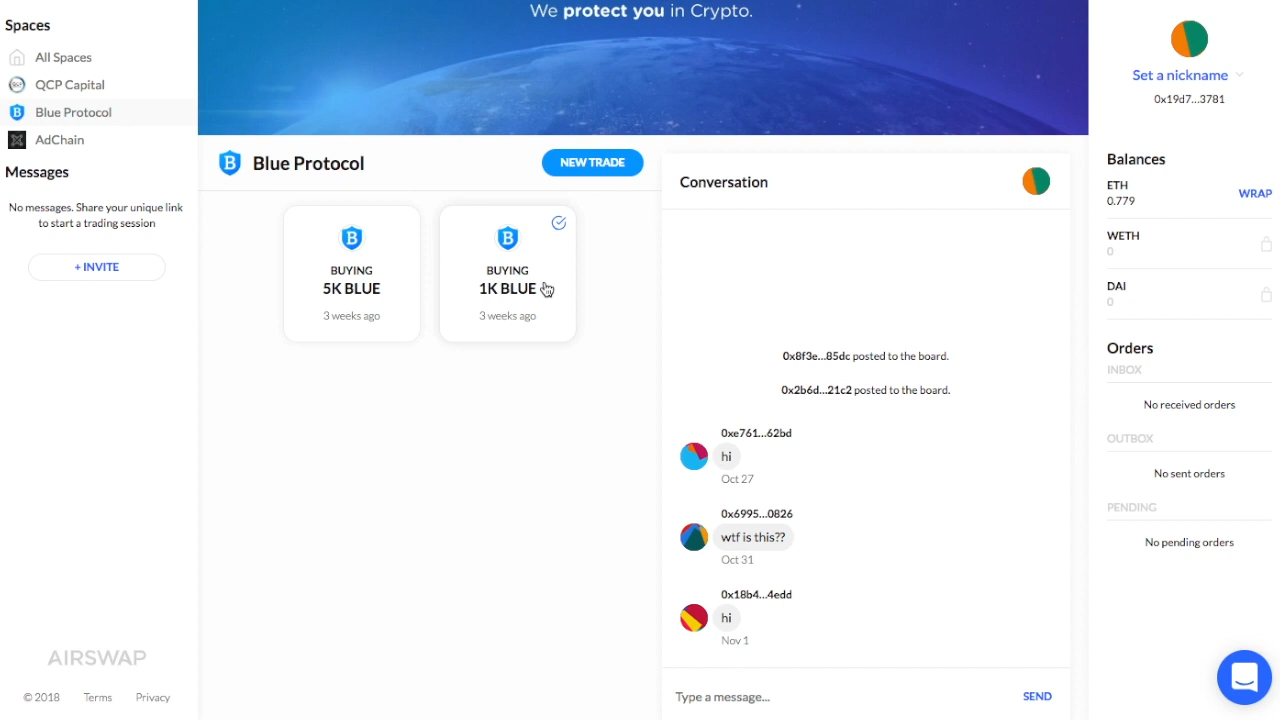 We protect you in Crypto.
Spaces
All Spaces
QCP Capital
Blue Protocol
AdChain
Messages
No messages. Share your unique link
to start a trading session
+ INVITE
AIRSWAP
© 2018 Terms Privacy
Blue Protocol
NEW TRADE
BUYING
5K BLUE
3 weeks ago
BUYING
1K BLUE
3 weeks ago
Conversation
0x8f3e...85dc posted to the board.
0x2b6d...21c2 posted to the board.
0xe761...62bd
hi
Oct 27
0x6995...0826
wtf is this??
Oct 31
0x18b4...4edd
hi
Nov 1
Type a message...
SEND
Set a nickname
0x19d7...3781
Balances
ETH
0.779
WRAP
WETH
0
DAI
0
Orders
INBOX
No received orders
OUTBOX
No sent orders
PENDING
No pending orders